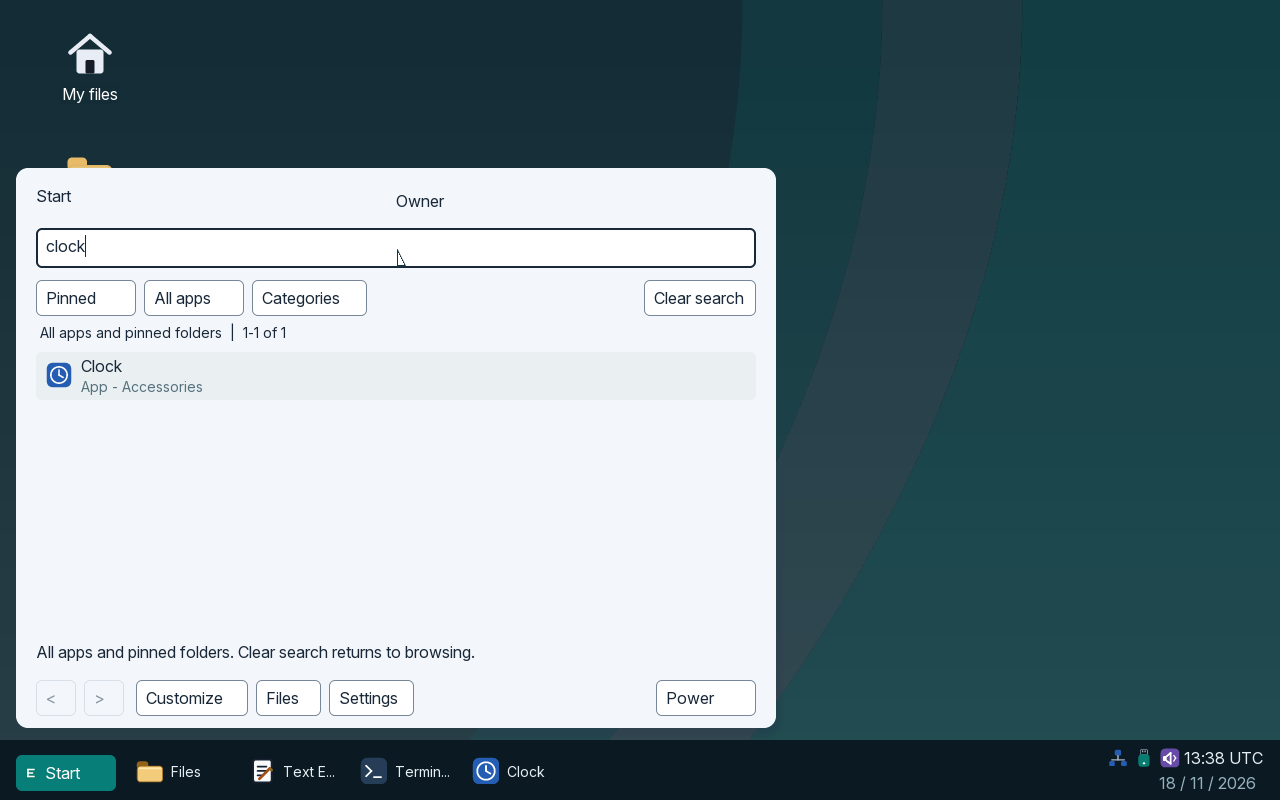 My files
Start
Owner
clock
Pinned
All apps
Categories
Clear search
All apps and pinned folders | 1-1 of 1
Clock
App - Accessories
All apps and pinned folders. Clear search returns to browsing.
<
>
Customize
Files
Settings
Power
E Start
Files
Text E...
Termin...
Clock
13:38 UTC
18 / 11 / 2026